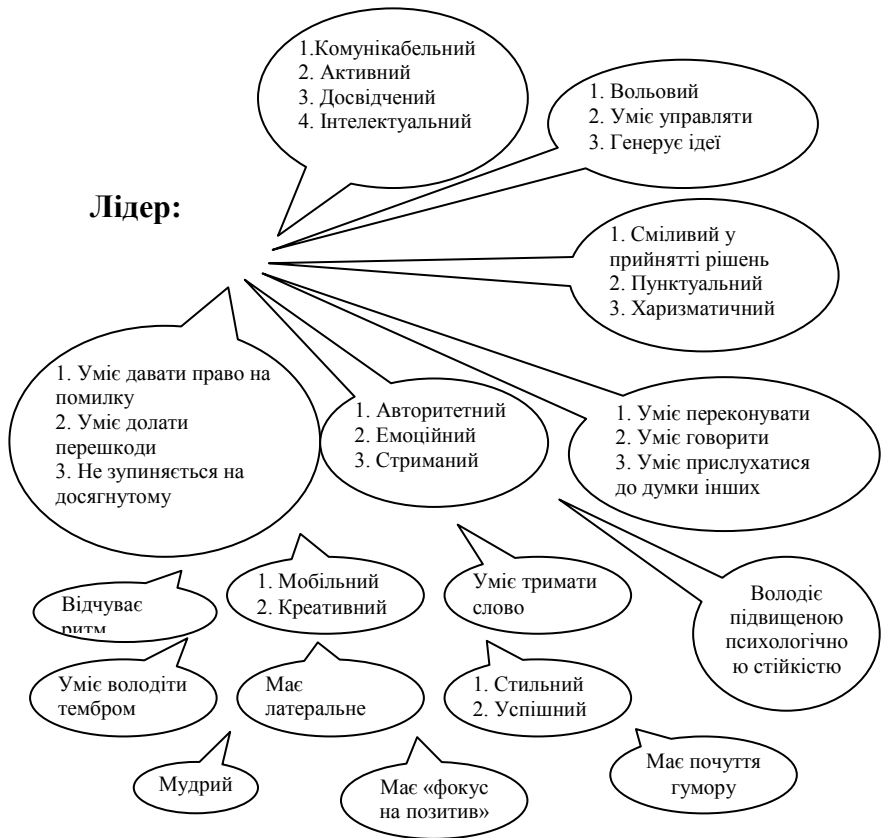 1.Комунікабельний
2. Активний
3. Досвідчений
4. Інтелектуальний
1. Вольовий
2. Уміє управляти
3. Генерує ідеї
Лідер:
1. Сміливий у
прийнятті рішень
2. Пунктуальний
3. Харизматичний
1. Уміє давати право на
помилку
2. Уміє долати
перешкоди
3. Не зупиняється на
досягнутому
1. Авторитетний
2. Емоційний
3. Стриманий
1. Уміє переконувати
2. Уміє говорити
3. Уміє прислухатися
до думки інших
Відчуває
ритм
1. Мобільний
2. Креативний
Уміє тримати
слово
Володіє
підвищеною
психологічно
ю стійкістю
Уміє володіти
тембром
Має
латеральне
1. Стильний
2. Успішний
Мудрий
Має «фокус
на позитив»
Має почуття
гумору